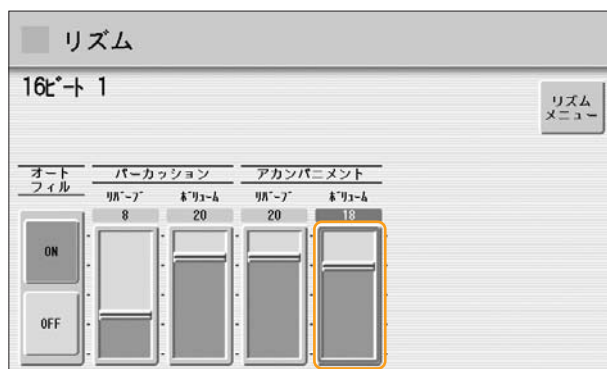 リズム
16ビート 1
リズム
メニュー
オート
フィル
パーカッション
アカンパニメント
リバーブ
ボリューム
リバーブ
ボリューム
8
20
20
18
ON
OFF